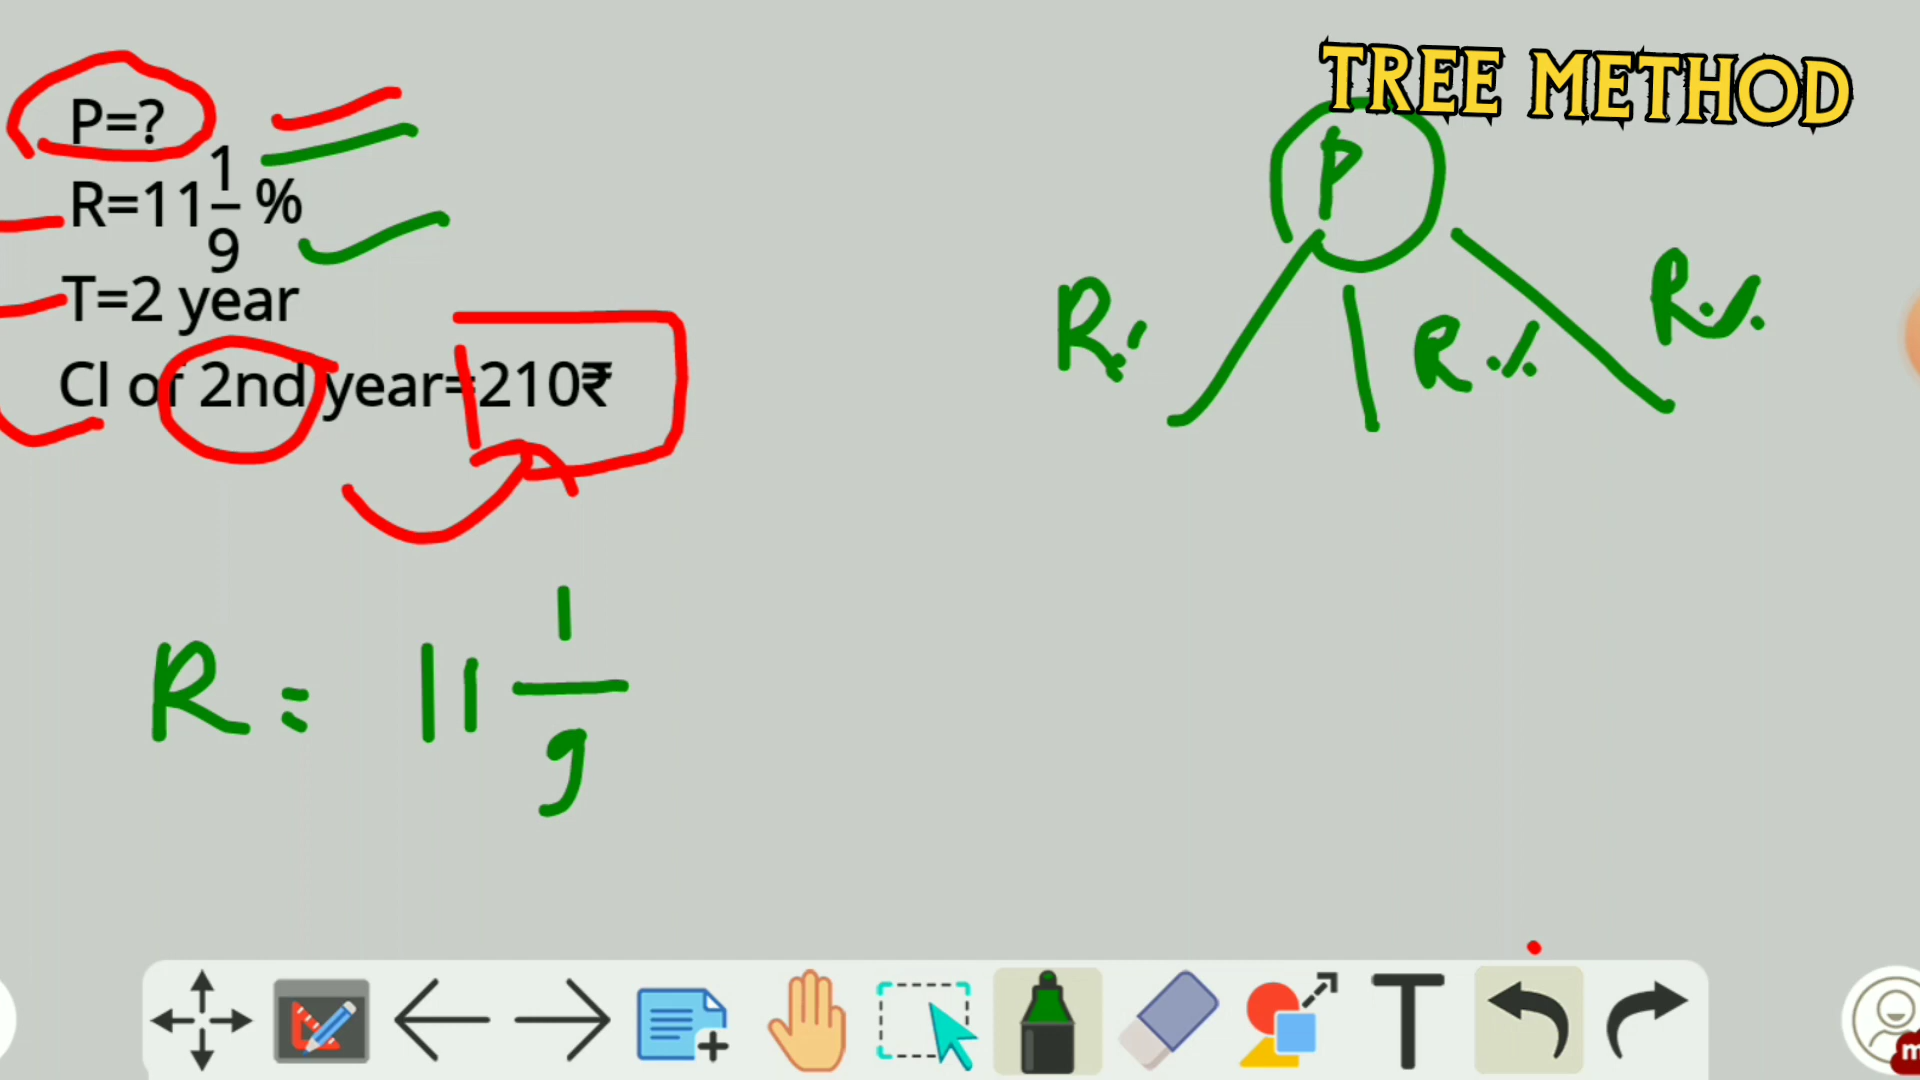 TREE METHOD
P=?
R=11 1/9 %
T=2 year
CI of 2nd year=210₹
P
R.
R.%
R.%
R = 11 1/9
T
m